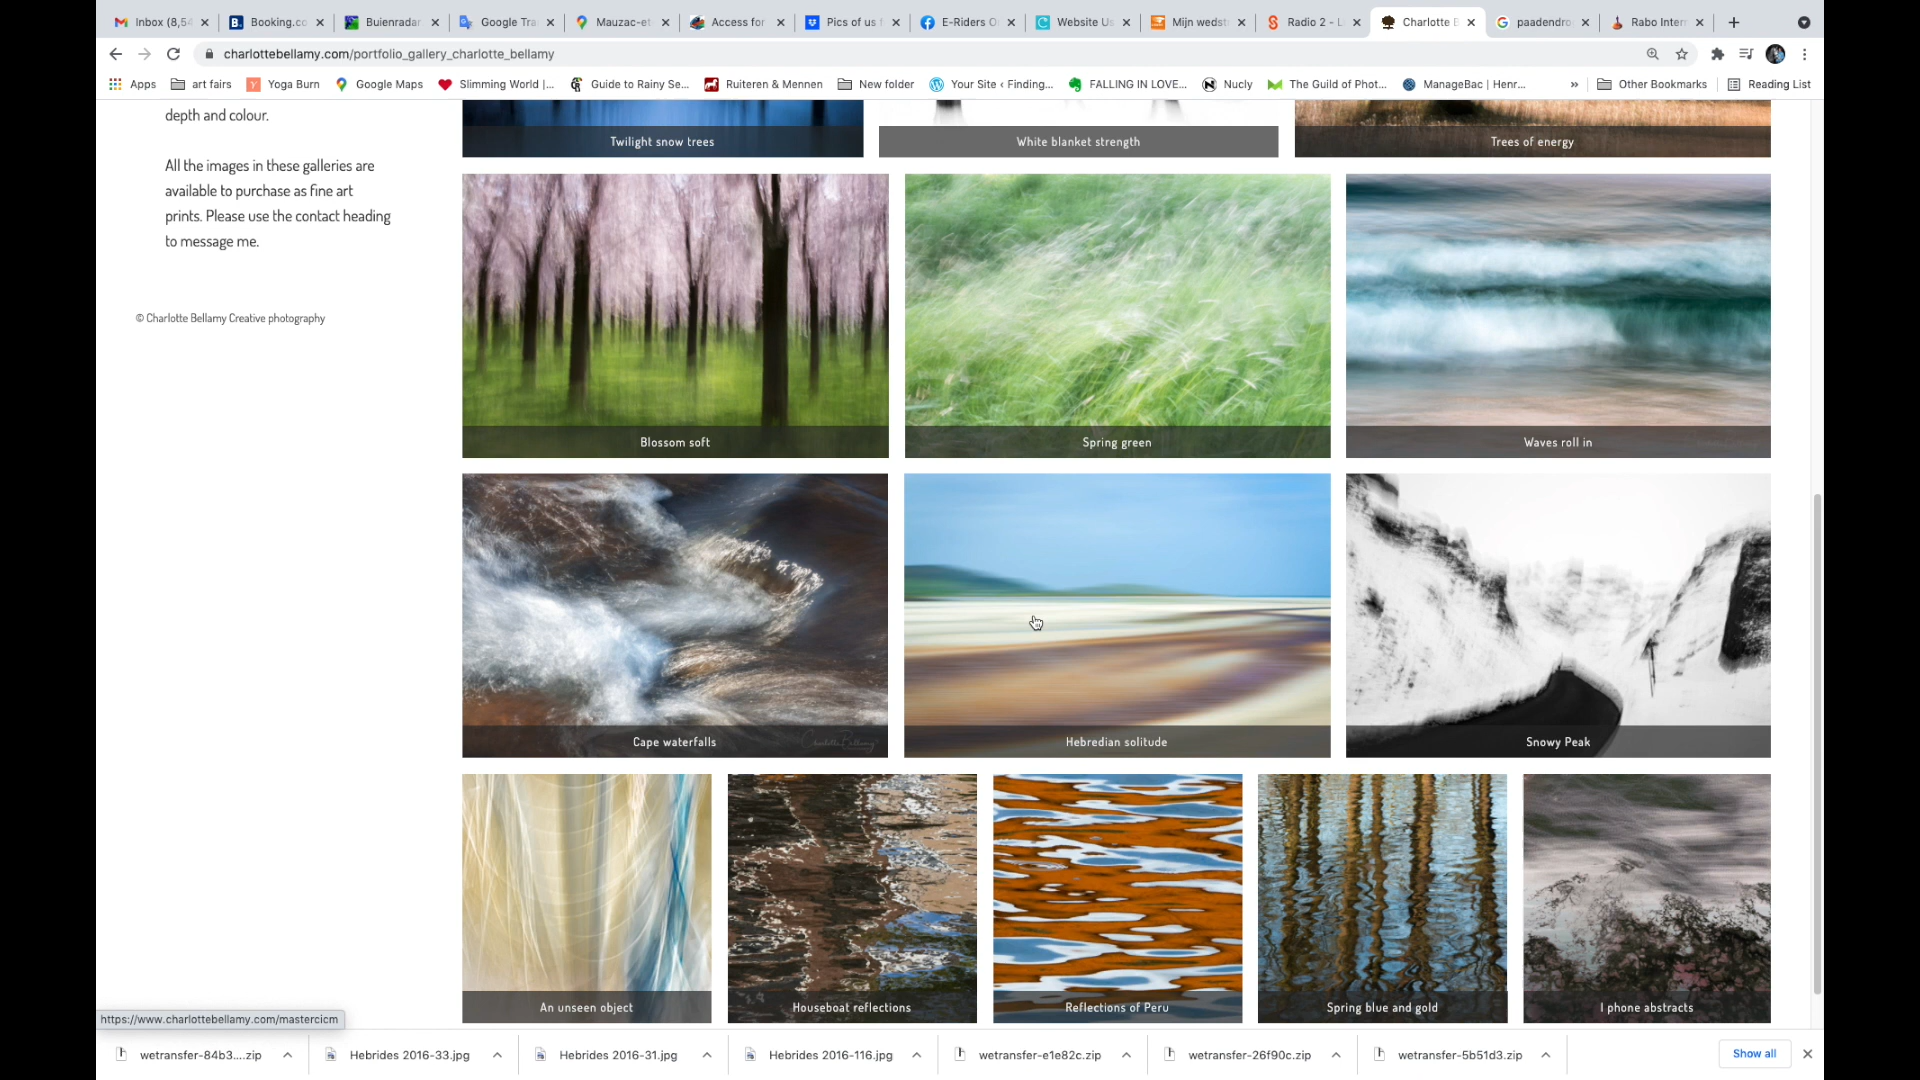 Inbox (8,54
Booking.co
Buienradar
Google Tra
Mauzac-et
Access for
Pics of us f
E-Riders O
Website Us
Mijn wedst
Radio 2 - L
Charlotte B
paadendro
Rabo Inter
charlottebellamy.com/portfolio_gallery_charlotte_bellamy
Apps
art fairs
Yoga Burn
Google Maps
Slimming World |...
Guide to Rainy Se...
Ruiteren & Mennen
New folder
Your Site ‹ Finding...
FALLING IN LOVE...
Nucly
The Guild of Phot...
ManageBac | Henr...
»
Other Bookmarks
Reading List
depth and colour.
All the images in these galleries are
available to purchase as fine art
prints. Please use the contact heading
to message me.
© Charlotte Bellamy Creative photography
Twilight snow trees
White blanket strength
Trees of energy
Blossom soft
Spring green
Waves roll in
Cape waterfalls
CharlotteBellamy
Hebredian solitude
Snowy Peak
An unseen object
Houseboat reflections
Reflections of Peru
Spring blue and gold
I phone abstracts
https://www.charlottebellamy.com/mastercicm
wetransfer-84b3....zip
Hebrides 2016-33.jpg
Hebrides 2016-31.jpg
Hebrides 2016-116.jpg
wetransfer-e1e82c.zip
wetransfer-26f90c.zip
wetransfer-5b51d3.zip
Show all